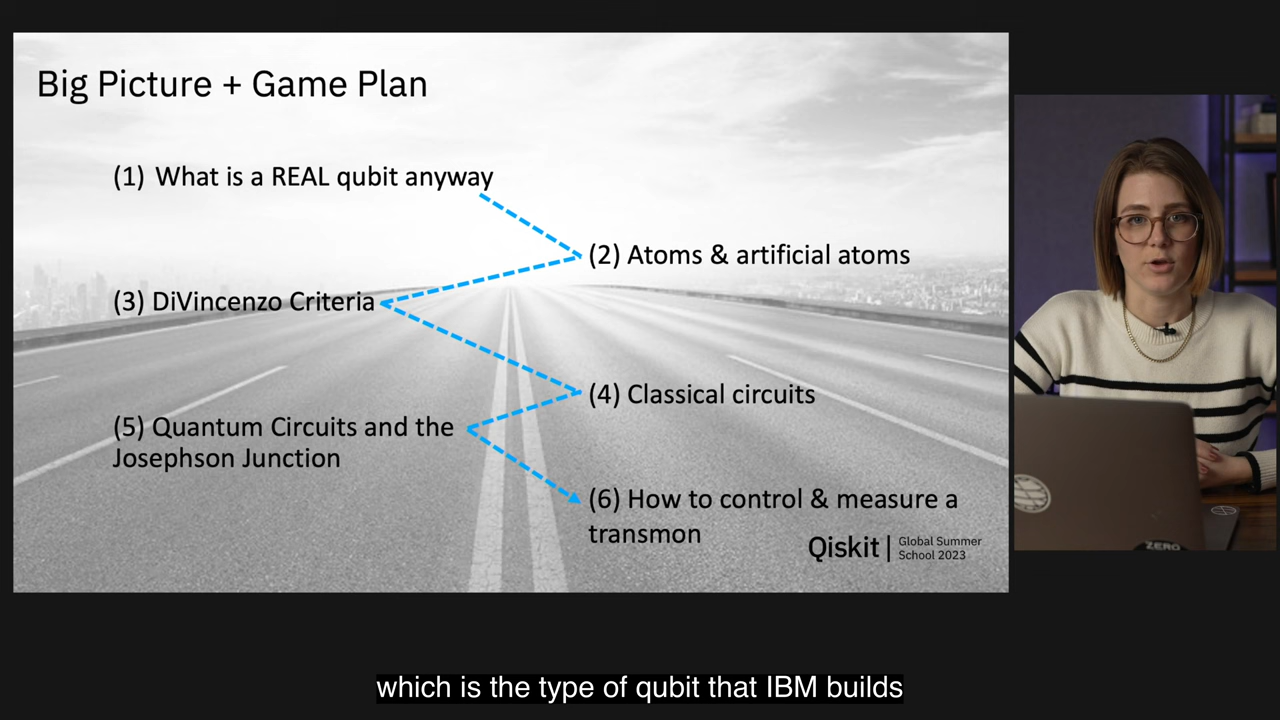 Big Picture + Game Plan
(1) What is a REAL qubit anyway
(2) Atoms & artificial atoms
(3) DiVincenzo Criteria
(4) Classical circuits
(5) Quantum Circuits and the
Josephson Junction
(6) How to control & measure a
transmon
Qiskit | Global Summer
School 2023
ZERO
which is the type of qubit that IBM builds